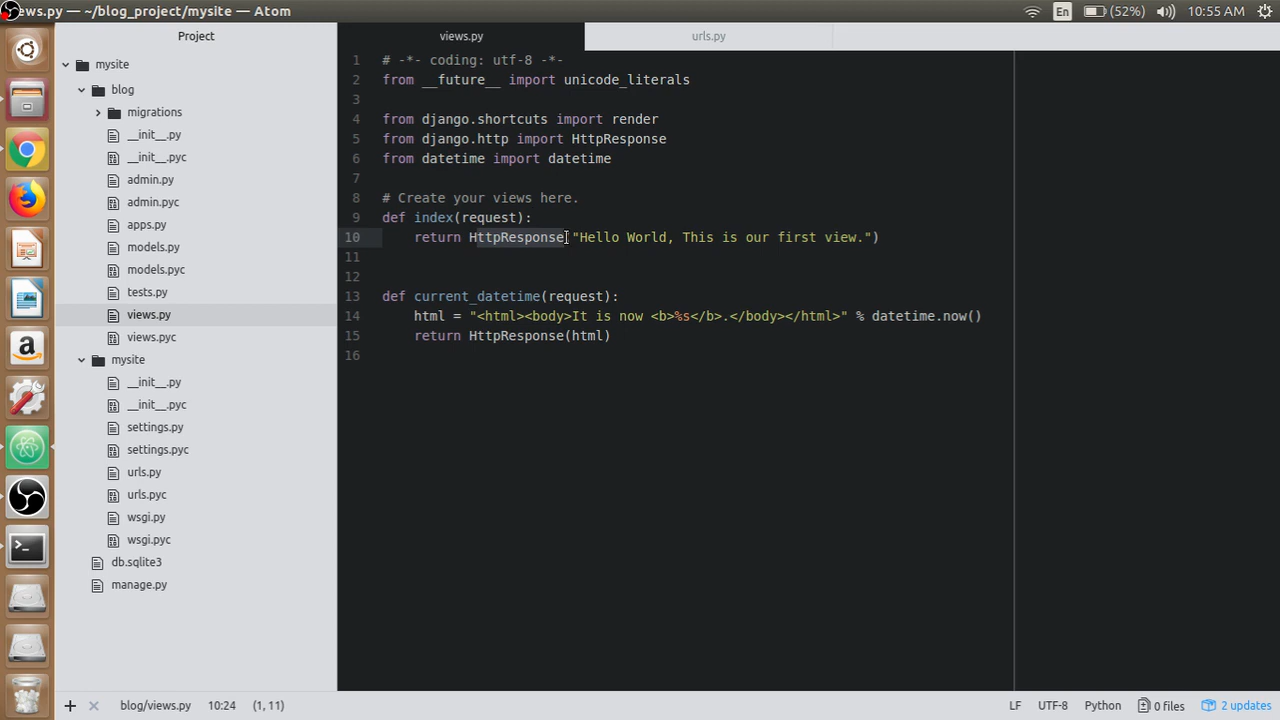 ews.py — ~/blog_project/mysite — Atom
En
(52%)
10:55 AM
Project
views.py
urls.py
mysite
blog
migrations
__init__.py
__init__.pyc
admin.py
admin.pyc
apps.py
models.py
models.pyc
tests.py
views.py
views.pyc
mysite
__init__.py
__init__.pyc
settings.py
settings.pyc
urls.py
urls.pyc
wsgi.py
wsgi.pyc
db.sqlite3
manage.py
1 # -*- coding: utf-8 -*-
2 from __future__ import unicode_literals
3
4 from django.shortcuts import render
5 from django.http import HttpResponse
6 from datetime import datetime
7
8 # Create your views here.
9 def index(request):
10 return HttpResponse("Hello World, This is our first view.")
11
12
13 def current_datetime(request):
14 html = "<html><body>It is now <b>%s</b>.</body></html>" % datetime.now()
15 return HttpResponse(html)
16
blog/views.py 10:24 (1, 11)
LF UTF-8 Python 0 files 2 updates